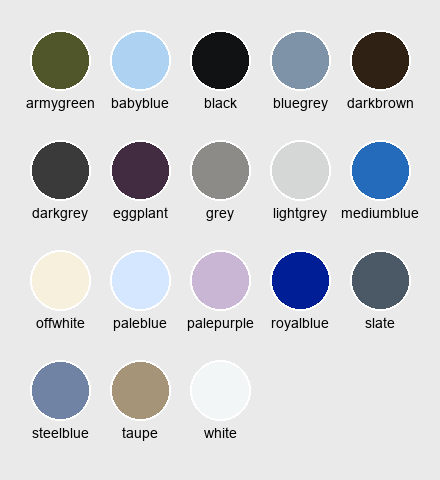 armygreen babyblue black bluegrey darkbrown
darkgrey eggplant grey lightgrey mediumblue
offwhite paleblue palepurple royalblue slate
steelblue taupe white